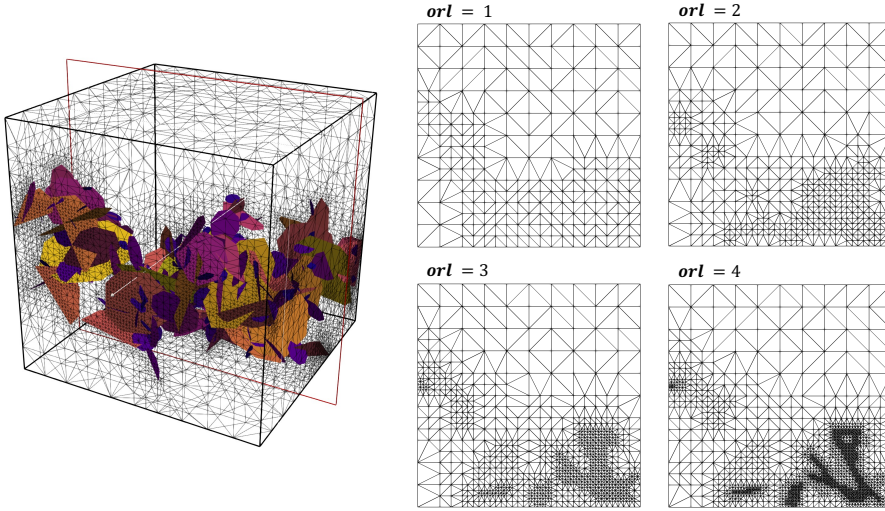 orl = 1
orl = 2
orl = 3
orl = 4